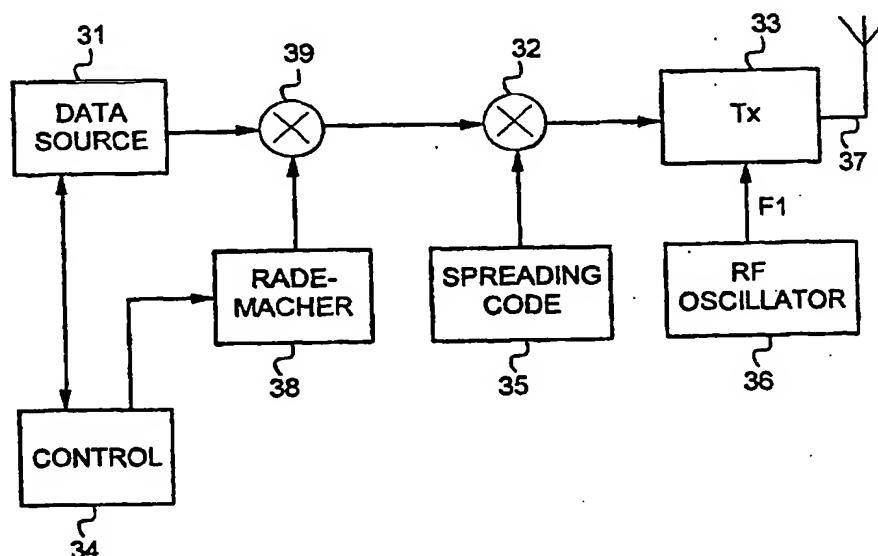 31
DATA
SOURCE
39
32
33
Tx
37
F1
RADE-
MACHER
38
SPREADING
CODE
35
RF
OSCILLATOR
36
CONTROL
34